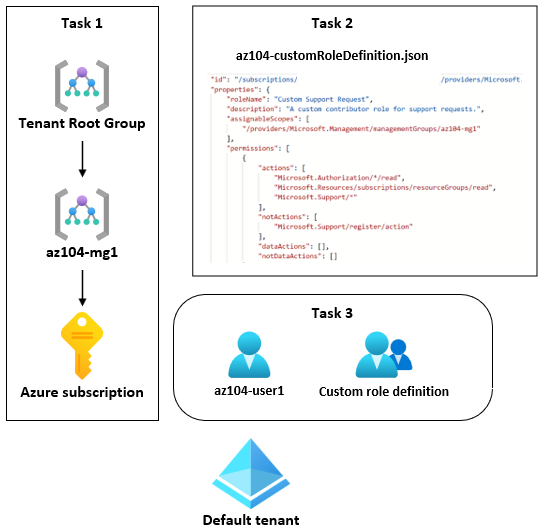 Task 1
Tenant Root Group
az104-mg1
Azure subscription
Task 2
az104-customRoleDefinition.json
"id": "/subscriptions/ /providers/Microsoft.
"properties": {
"roleName": "Custom Support Request",
"description": "A custom contributor role for support requests.",
"assignableScopes": [
"/providers/Microsoft.Management/managementGroups/az104-mg1"
],
"permissions": [
{
"actions": [
"Microsoft.Authorization/*/read",
"Microsoft.Resources/subscriptions/resourceGroups/read",
"Microsoft.Support/*"
],
"notActions": [
"Microsoft.Support/register/action"
],
"dataActions": [],
"notDataActions": []
Task 3
az104-user1
Custom role definition
Default tenant